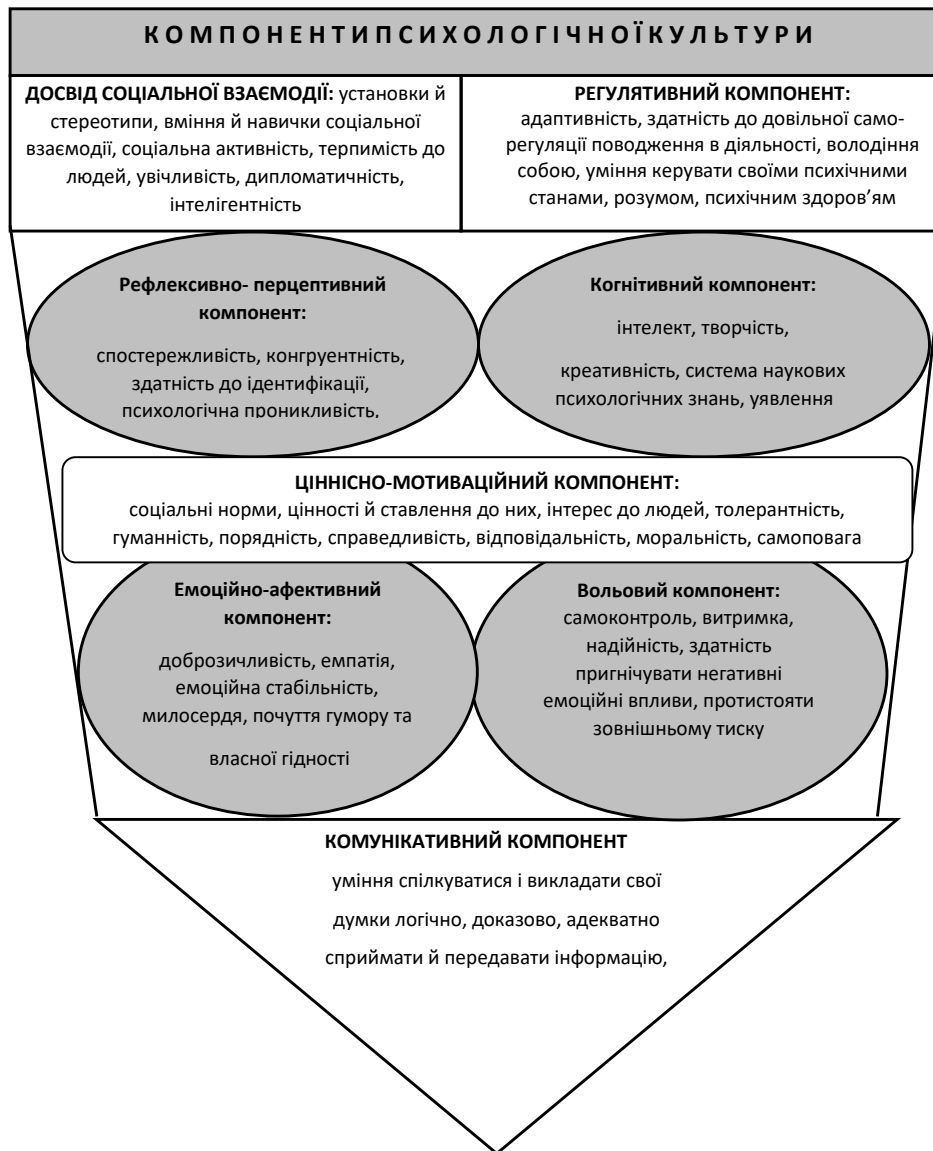 К О М П О Н Е Н Т И П С И Х О Л О Г І Ч Н О Ї К У Л Ь Т У Р И
ДОСВІД СОЦІАЛЬНОЇ ВЗАЄМОДІЇ: установки й
стереотипи, вміння й навички соціальної
взаємодії, соціальна активність, терпимість до
людей, увічливість, дипломатичність,
інтелігентність
РЕГУЛЯТИВНИЙ КОМПОНЕНТ:
адаптивність, здатність до довільної само-
регуляції поводження в діяльності, володіння
собою, уміння керувати своїми психічними
станами, розумом, психічним здоров’ям
Рефлексивно- перцептивний
компонент:
спостережливість, конгруентність,
здатність до ідентифікації,
психологічна проникливість,
Когнітивний компонент:
інтелект, творчість,
креативність, система наукових
психологічних знань, уявлення
ЦІННІСНО-МОТИВАЦІЙНИЙ КОМПОНЕНТ:
соціальні норми, цінності й ставлення до них, інтерес до людей, толерантність,
гуманність, порядність, справедливість, відповідальність, моральність, самоповага
Емоційно-афективний
компонент:
доброзичливість, емпатія,
емоційна стабільність,
милосердя, почуття гумору та
власної гідності
Вольовий компонент:
самоконтроль, витримка,
надійність, здатність
пригнічувати негативні
емоційні впливи, протистояти
зовнішньому тиску
КОМУНІКАТИВНИЙ КОМПОНЕНТ
уміння спілкуватися і викладати свої
думки логічно, доказово, адекватно
сприймати й передавати інформацію,